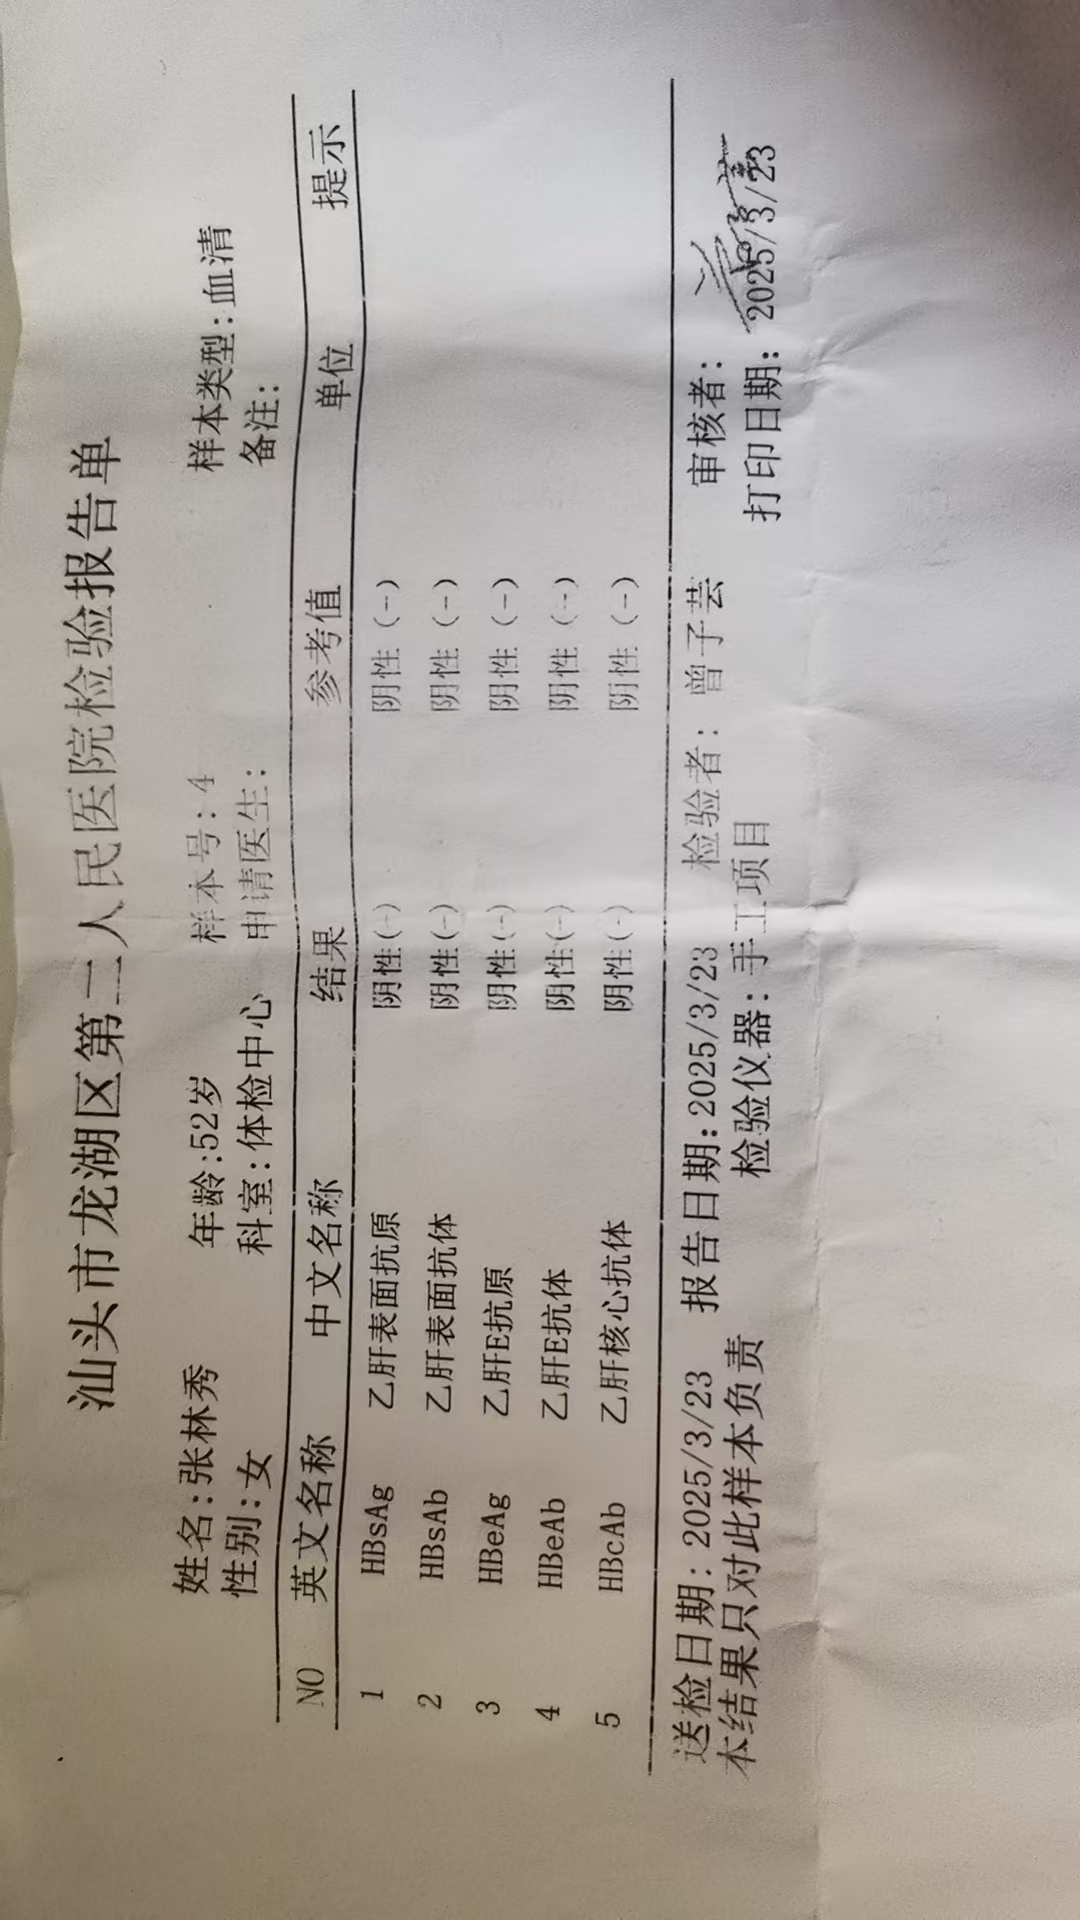 汕头市龙湖区第二人民医院检验报告单
姓名:张林秀 年龄:52岁 样本号:4 样本类型:血清
性别:女 科室:体检中心 申请医生: 备注:
NO 英文名称 中文名称 结果 参考值 单位 提示
1 HBsAg 乙肝表面抗原 阴性(-) 阴性(-)
2 HBsAb 乙肝表面抗体 阴性(-) 阴性(-)
3 HBeAg 乙肝E抗原 阴性(-) 阴性(-)
4 HBeAb 乙肝E抗体 阴性(-) 阴性(-)
5 HBcAb 乙肝核心抗体 阴性(-) 阴性(-)
送检日期:2025/3/23 报告日期:2025/3/23 检验者:曾子芸 审核者:
本结果只对此样本负责 检验仪器:手工项目 打印日期:2025/3/23